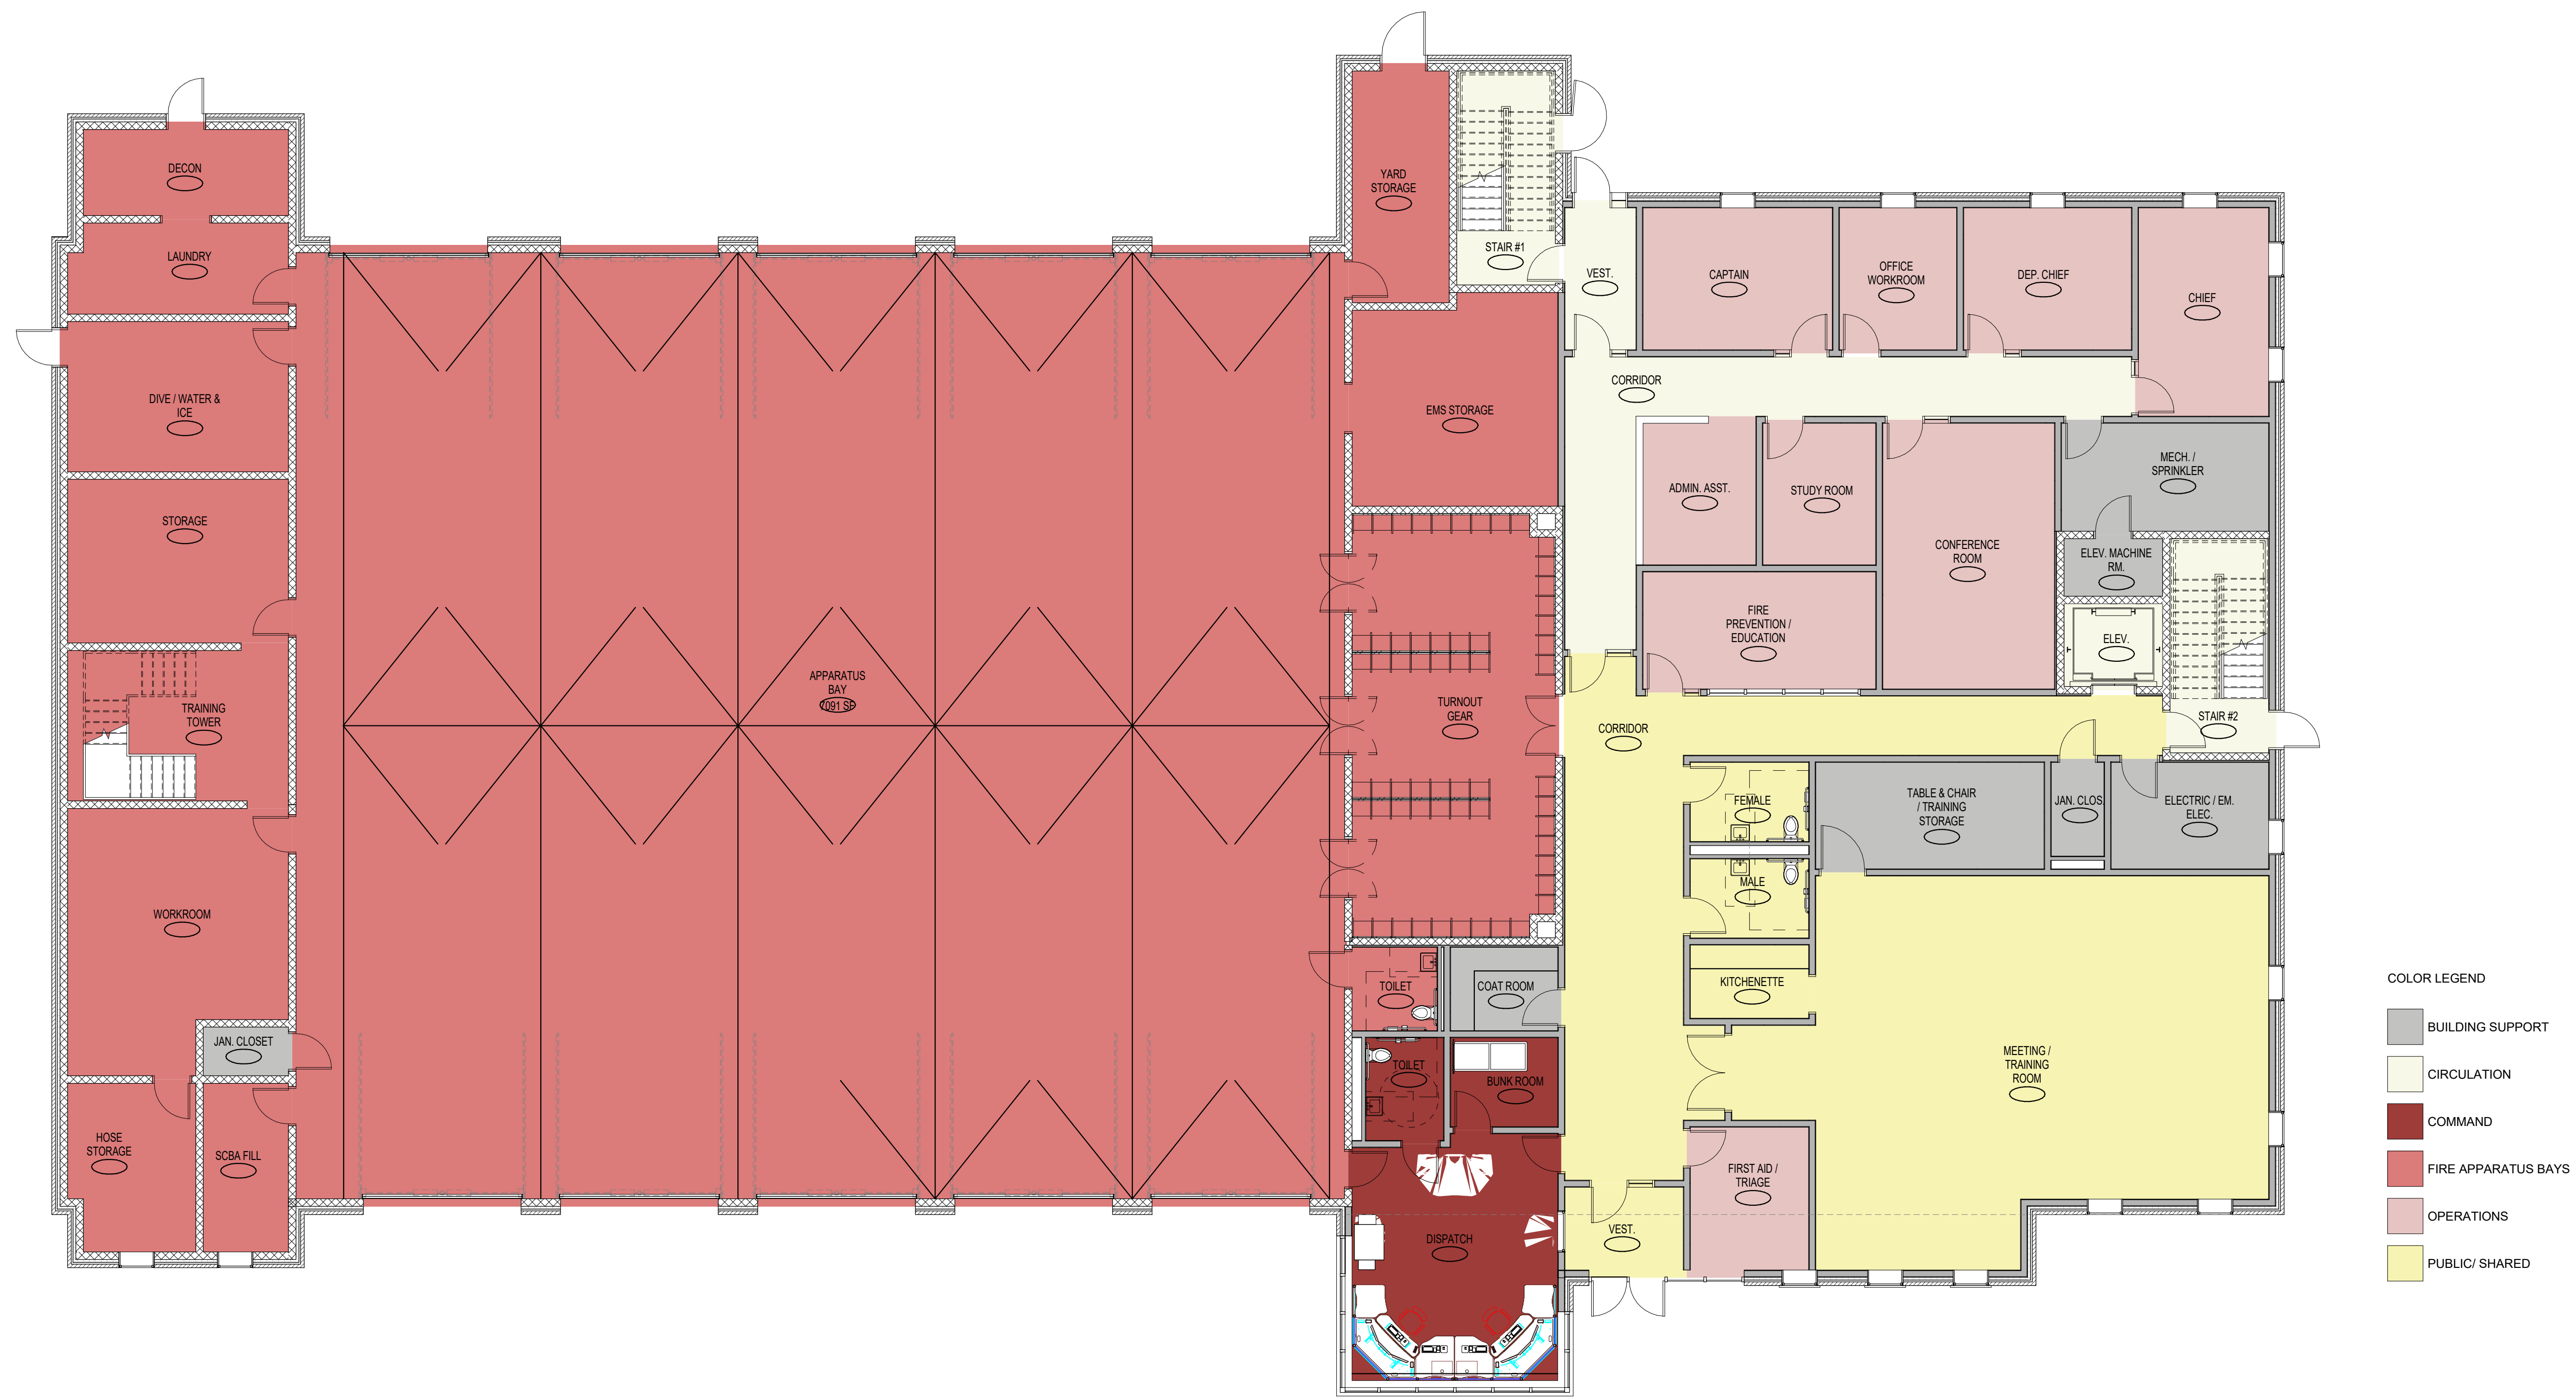 DECON
LAUNDRY
DIVE / WATER &
ICE
STORAGE
TRAINING
TOWER
WORKROOM
JAN. CLOSET
HOSE
STORAGE
SCBA FILL
APPARATUS
BAY
7091 SF
YARD
STORAGE
STAIR #1
EMS STORAGE
TURNOUT
GEAR
TOILET
COAT ROOM
TOILET
BUNK ROOM
DISPATCH
VEST.
CAPTAIN
OFFICE
WORKROOM
DEP. CHIEF
CHIEF
CORRIDOR
ADMIN. ASST.
STUDY ROOM
CONFERENCE
ROOM
MECH. /
SPRINKLER
ELEV. MACHINE
RM.
ELEV.
STAIR #2
FIRE
PREVENTION /
EDUCATION
CORRIDOR
FEMALE
MALE
KITCHENETTE
TABLE & CHAIR
/ TRAINING
STORAGE
JAN. CLOS.
ELECTRIC / EM.
ELEC.
MEETING /
TRAINING
ROOM
FIRST AID /
TRIAGE
VEST.
COLOR LEGEND
BUILDING SUPPORT
CIRCULATION
COMMAND
FIRE APPARATUS BAYS
OPERATIONS
PUBLIC/ SHARED